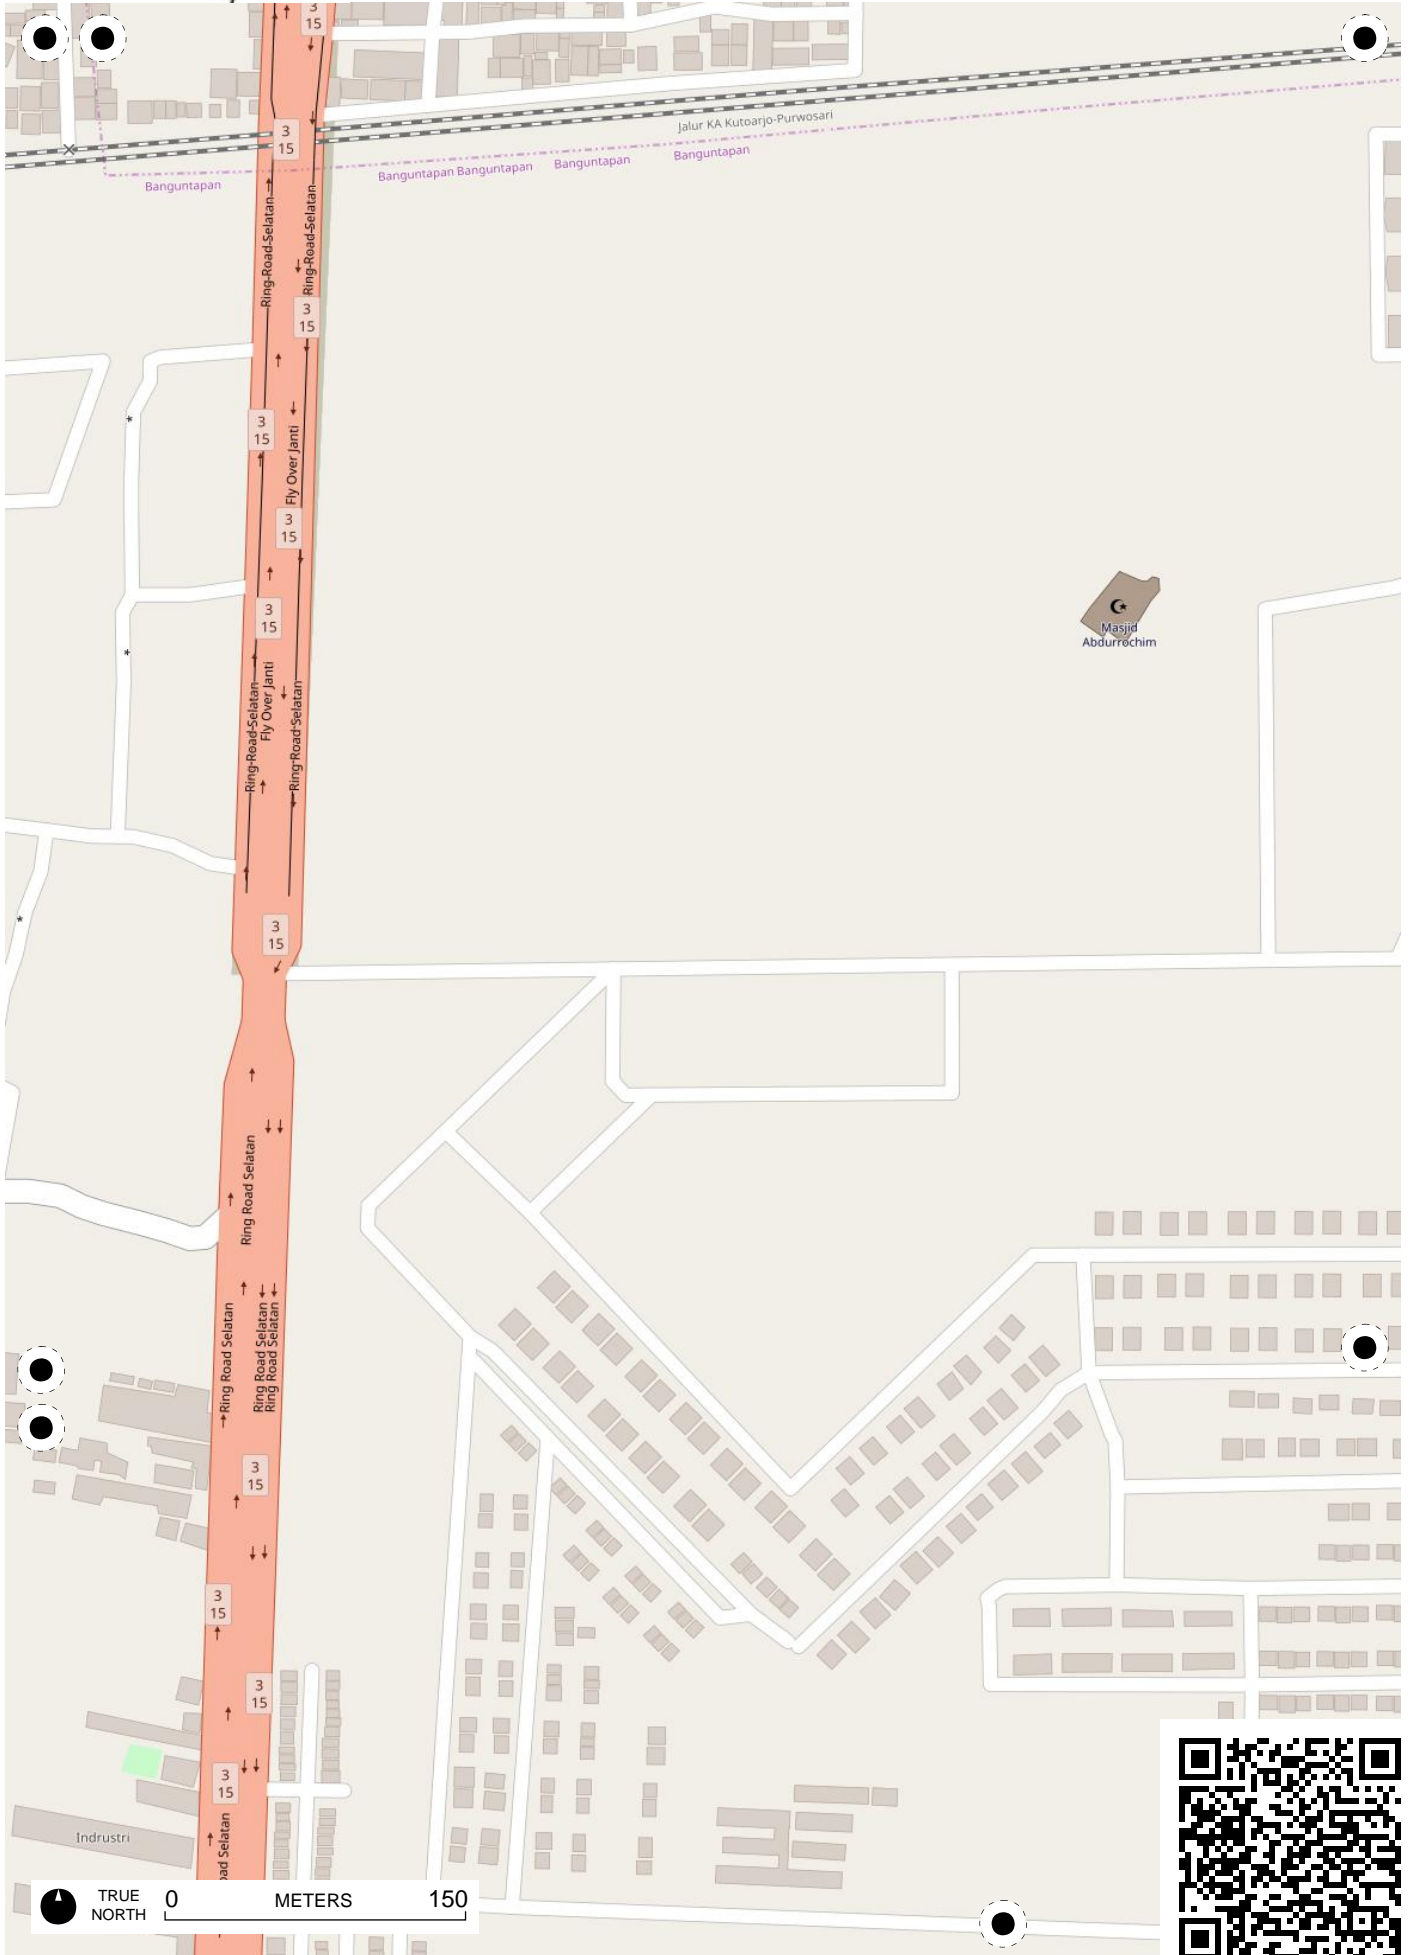 3
15
3
15
Jalur KA Kutoarjo-Purwosari
Banguntapan
Banguntapan
Banguntapan
Banguntapan
Banguntapan
Ring Road Selatan
Ring Road Selatan
3
15
3
15
Fly Over Janti
3
15
3
15
Masjid
Abdurrochim
Ring Road Selatan
Fly Over Janti
Ring Road Selatan
3
15
Ring Road Selatan
Ring Road Selatan
Ring Road Selatan
Ring Road Selatan
3
15
3
15
3
15
3
15
Indrustri
oad Selatan
TRUE
NORTH
0 METERS 150